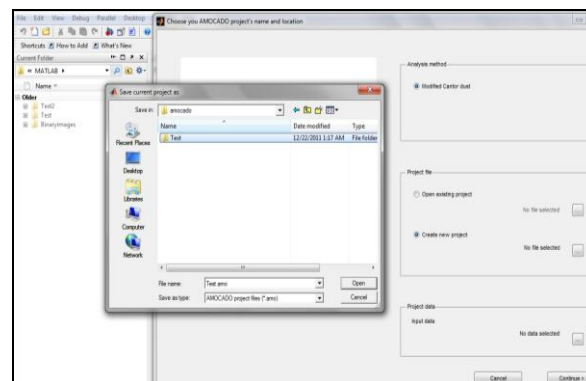 File Edit View Debug Parallel Desktop
Choose you AMOCADO project's name and location
Shortcuts How to Add What's New
Current Folder
« MATLAB
Name
Older
Test2
Test
BinaryImages
Save current project as
Save in: amocado
Name Date modified Type
Test 12/22/2011 1:17 AM File folder
Recent Places
Desktop
Libraries
Computer
Network
File name: Test.amo Open
Save as type: AMOCADO project files (*.amo) Cancel
Analysis method
Modified Cantor dust
Project file
Open existing project
No file selected ...
Create new project
No file selected ...
Project data
Input data
No data selected ...
Cancel Continue >